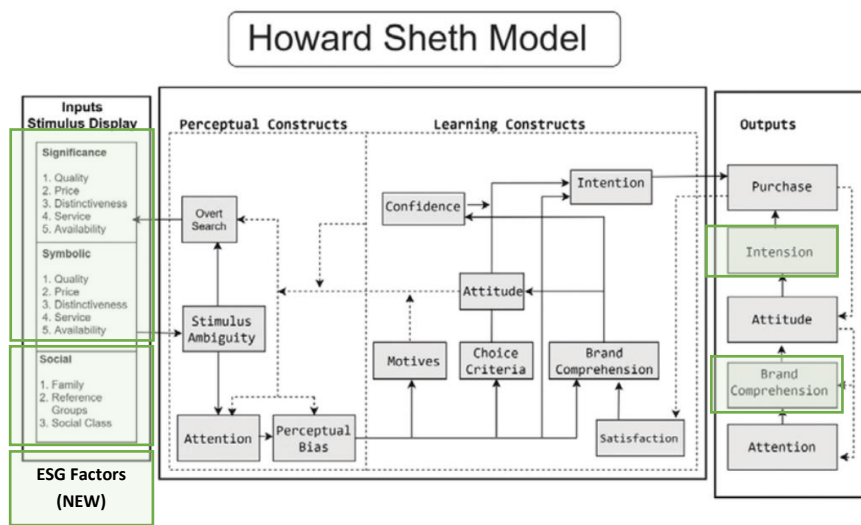 Howard Sheth Model
Inputs
Stimulus Display
Significance
1. Quality
2. Price
3. Distinctiveness
4. Service
5. Availability
Symbolic
1. Quality
2. Price
3. Distinctiveness
4. Service
5. Availability
Social
1. Family
2. Reference
Groups
3. Social Class
ESG Factors
(NEW)
Perceptual Constructs
Overt
Search
Stimulus
Ambiguity
Attention
Perceptual
Bias
Learning Constructs
Confidence
Intention
Attitude
Motives
Choice
Criteria
Brand
Comprehension
Satisfaction
Outputs
Purchase
Intension
Attitude
Brand
Comprehension
Attention